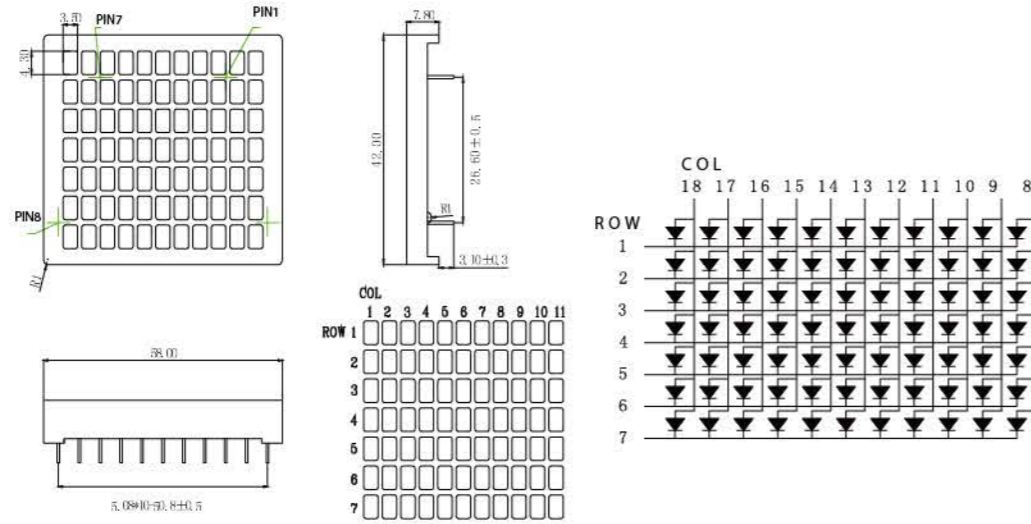 3.50
PIN7
PIN1
4.30
PIN8
R1
7.80
42.00
26.60±0.5
R1
3.10±0.3
58.00
5.08*10=50.8±0.5
COL
1 2 3 4 5 6 7 8 9 10 11
ROW 1
2
3
4
5
6
7
COL
18 17 16 15 14 13 12 11 10 9 8
ROW
1
2
3
4
5
6
7